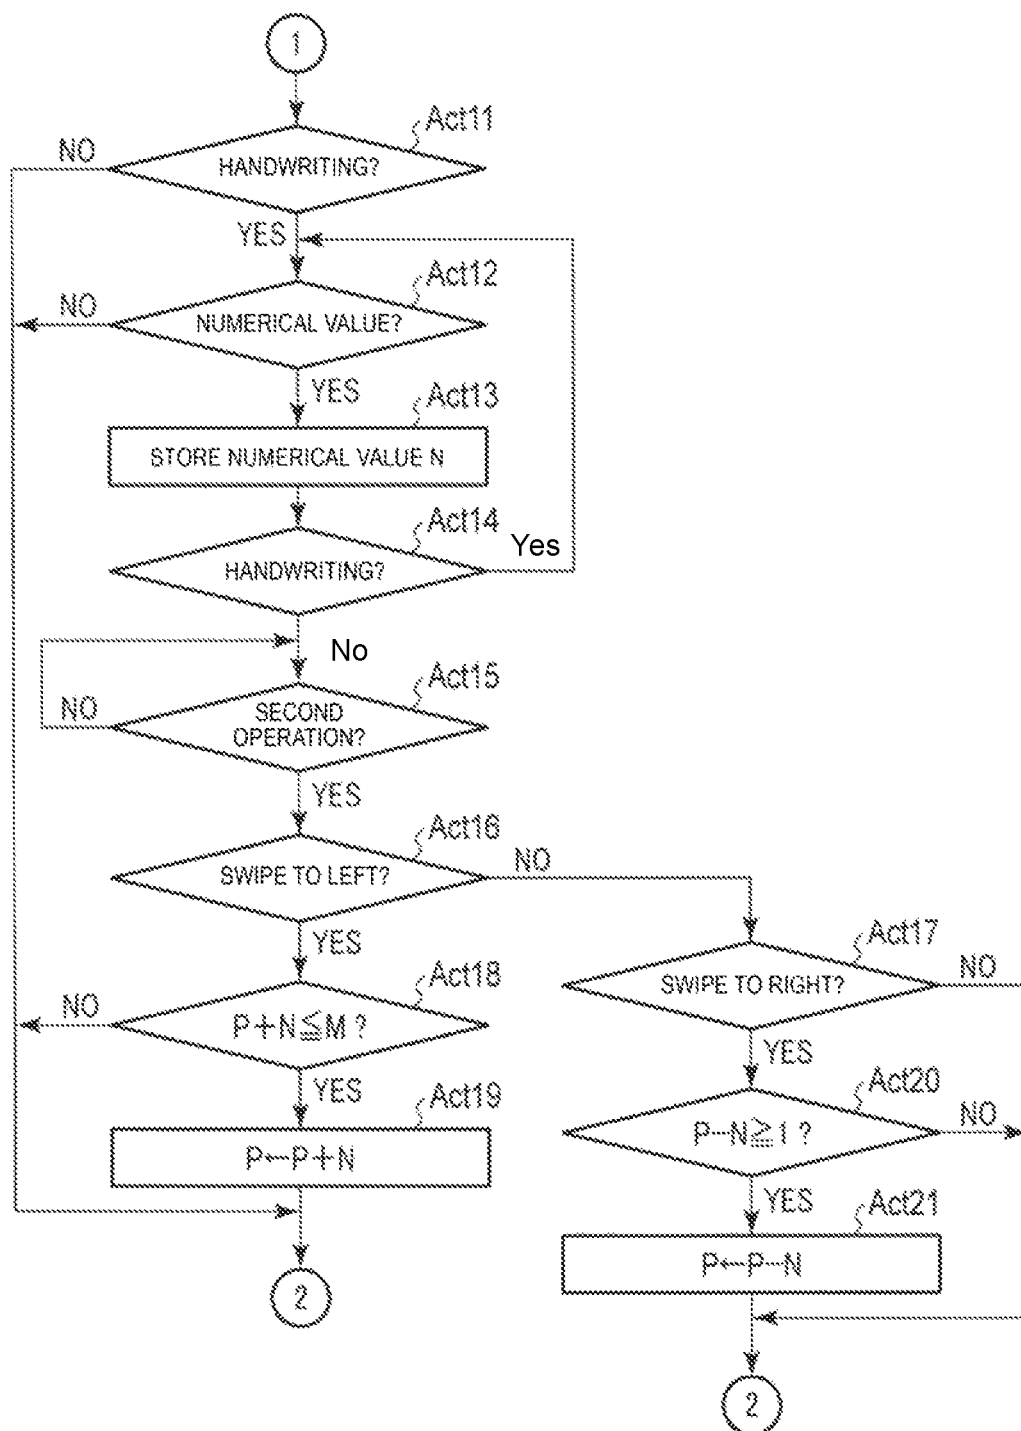 1
Act11
NO
HANDWRITING?
YES
Act12
NO
NUMERICAL VALUE?
YES
Act13
STORE NUMERICAL VALUE N
Act14
Yes
HANDWRITING?
No
Act15
NO
SECOND
OPERATION?
YES
Act16
NO
SWIPE TO LEFT?
YES
Act17
NO
SWIPE TO RIGHT?
YES
Act18
NO
P+N≦M ?
YES
Act19
P←P+N
2
Act20
NO
P−N≧1 ?
YES
Act21
P←P−N
2